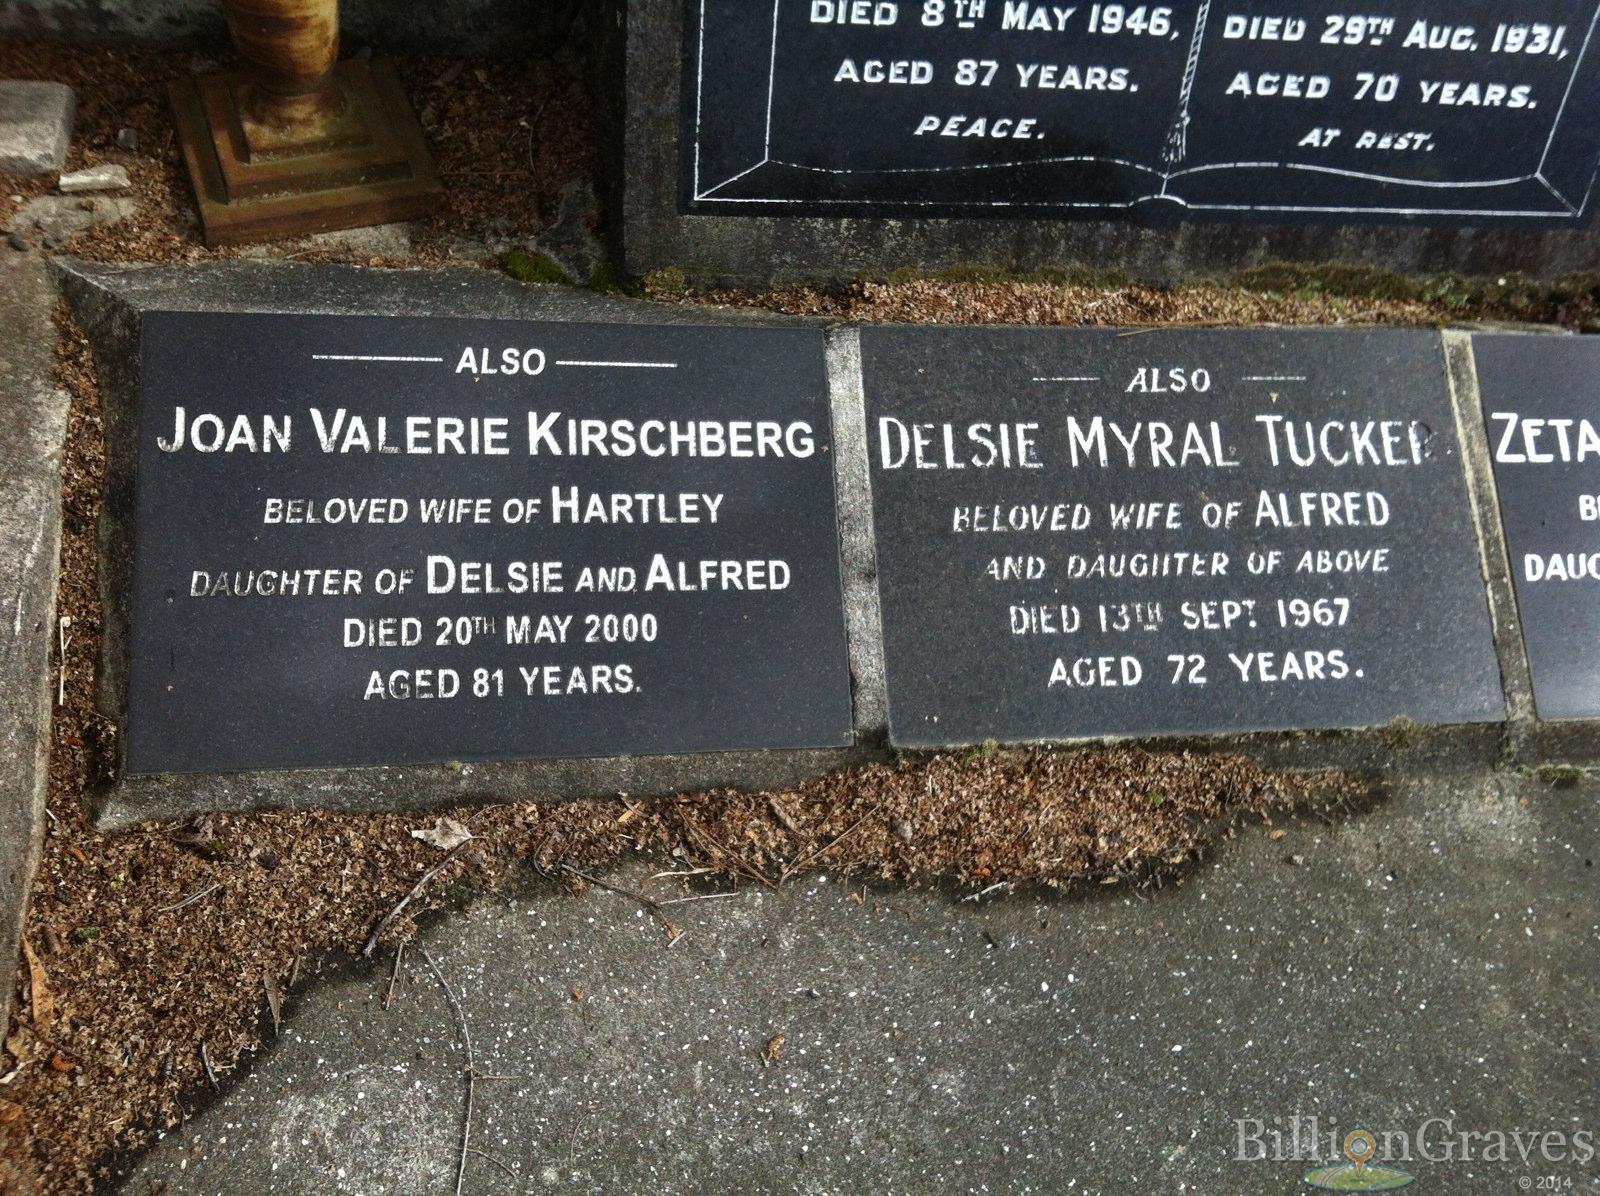 DIED 8TH MAY 1946,
AGED 87 YEARS.
PEACE.
DIED 29TH AUG. 1931,
AGED 70 YEARS.
AT REST.
ALSO
JOAN VALERIE KIRSCHBERG
BELOVED WIFE OF HARTLEY
DAUGHTER OF DELSIE AND ALFRED
DIED 20TH MAY 2000
AGED 81 YEARS.
ALSO
DELSIE MYRAL TUCKER
BELOVED WIFE OF ALFRED
AND DAUGHTER OF ABOVE
DIED 13TH SEPT. 1967
AGED 72 YEARS.
ZETA
BillionGraves
© 2014